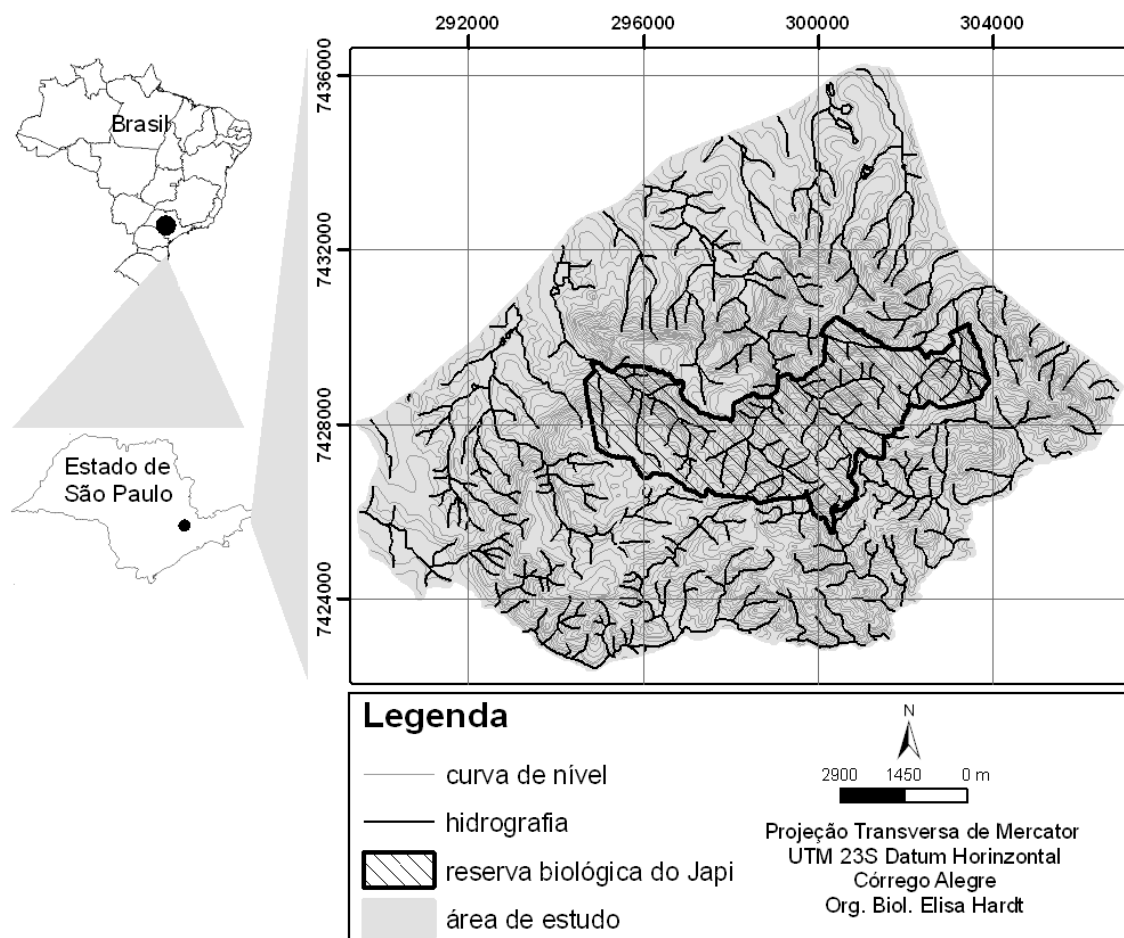 292000 296000 300000 304000
7436000
7432000
7428000
7424000
Brasil
Estado de
São Paulo
Legenda
curva de nível
hidrografia
reserva biológica do Japi
área de estudo
N
2900 1450 0 m
Projeção Transversa de Mercator
UTM 23S Datum Horinzontal
Córrego Alegre
Org. Biol. Elisa Hardt